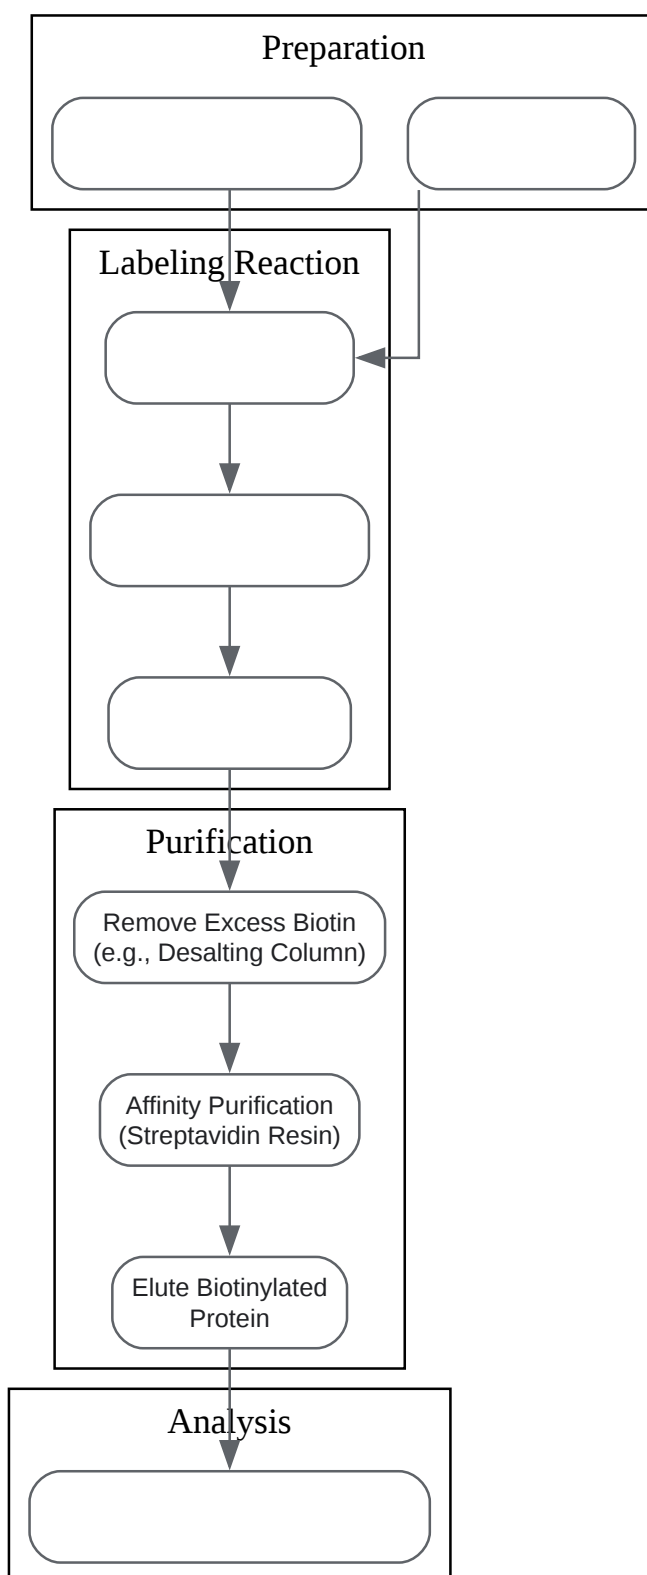 Preparation
Labeling Reaction
Purification
Remove Excess Biotin
(e.g., Desalting Column)
Affinity Purification
(Streptavidin Resin)
Elute Biotinylated
Protein
Analysis